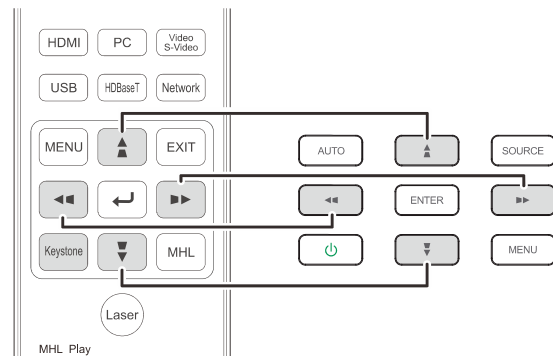 HDMI PC Video
S-Video
USB HDBaseT Network
MENU EXIT
AUTO SOURCE
ENTER
Keystone MHL
MENU
Laser
MHL Play